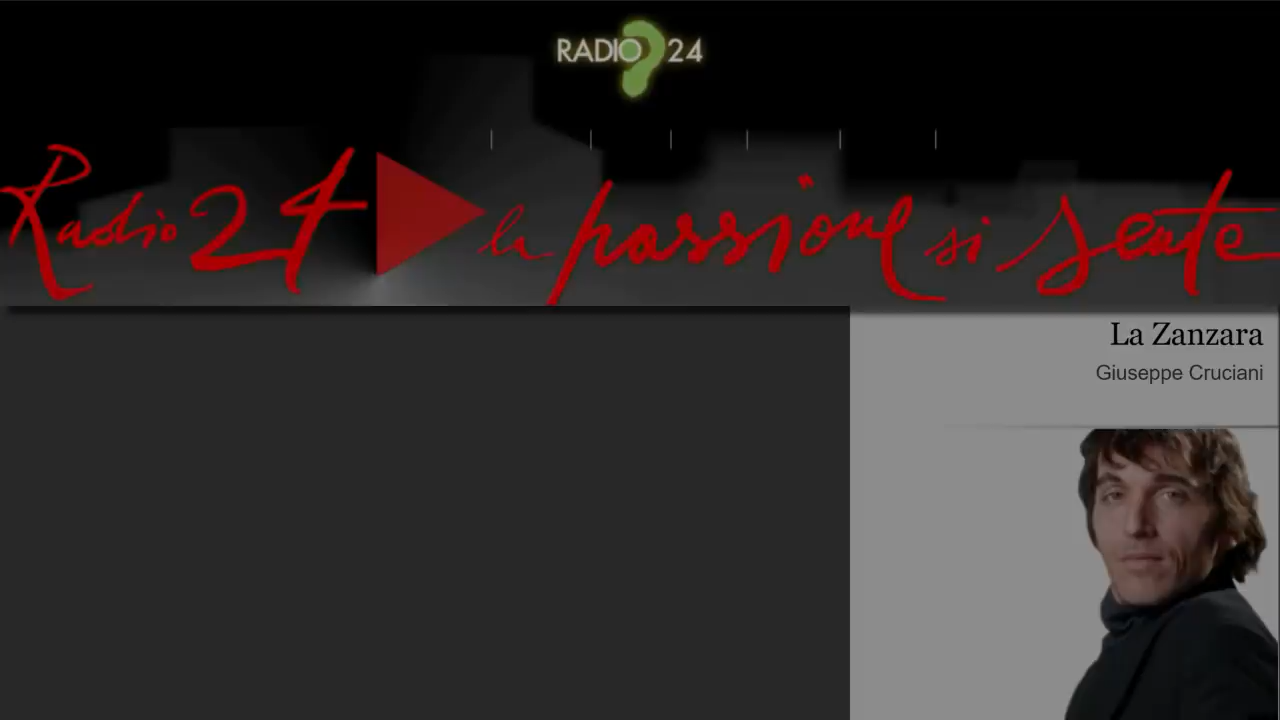 RADIO 24
Radio 24 la passione si sente
La Zanzara
Giuseppe Cruciani